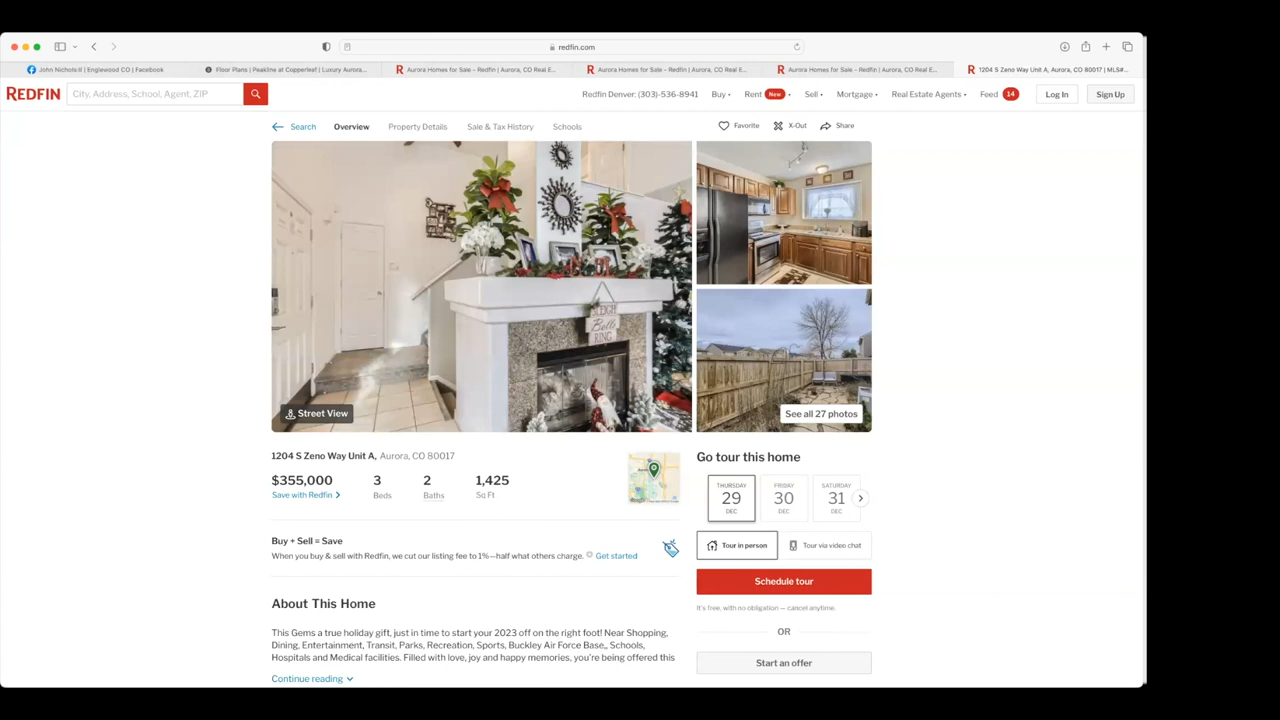 redfin.com
John Nichols II | Englewood CO | Facebook
Floor Plans | Peakline at Copperleaf | Luxury Aurora...
Aurora Homes for Sale - Redfin | Aurora, CO Real E...
Aurora Homes for Sale - Redfin | Aurora, CO Real E...
Aurora Homes for Sale - Redfin | Aurora, CO Real E...
1204 S Zeno Way Unit A, Aurora, CO 80017 | MLS#...
REDFIN
City, Address, School, Agent, ZIP
Redfin Denver: (303)-536-8941
Buy
Rent New
Sell
Mortgage
Real Estate Agents
Feed 14
Log In
Sign Up
Search
Overview
Property Details
Sale & Tax History
Schools
Favorite
X-Out
Share
SLEIGH
Bells
RING
Street View
See all 27 photos
1204 S Zeno Way Unit A, Aurora, CO 80017
$355,000
Save with Redfin
3
Beds
2
Baths
1,425
Sq Ft
Go tour this home
THURSDAY
29
DEC
FRIDAY
30
DEC
SATURDAY
31
DEC
Tour in person
Tour via video chat
Schedule tour
It's free, with no obligation — cancel anytime.
OR
Start an offer
Buy + Sell = Save
When you buy & sell with Redfin, we cut our listing fee to 1%—half what others charge. Get started
About This Home
This Gems a true holiday gift, just in time to start your 2023 off on the right foot! Near Shopping,
Dining, Entertainment, Transit, Parks, Recreation, Sports, Buckley Air Force Base,, Schools,
Hospitals and Medical facilities. Filled with love, joy and happy memories, you're being offered this
Continue reading